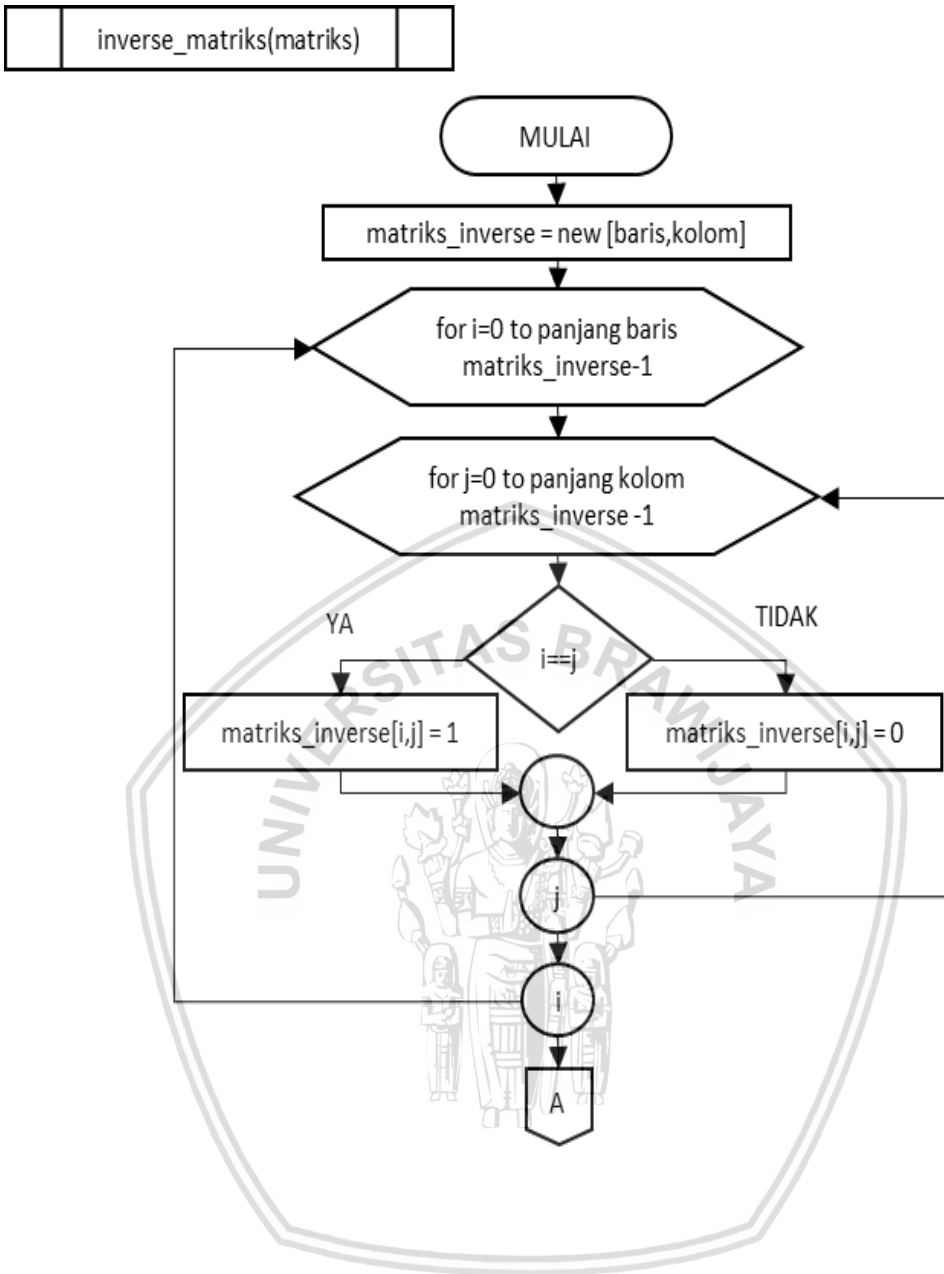 inverse_matriks(matriks)
MULAI
matriks_inverse = new [baris,kolom]
for i=0 to panjang baris
matriks_inverse-1
for j=0 to panjang kolom
matriks_inverse -1
YA
TIDAK
i==j
matriks_inverse[i,j] = 1
matriks_inverse[i,j] = 0
j
i
A
UNIVERSITAS BRAWIJAYA